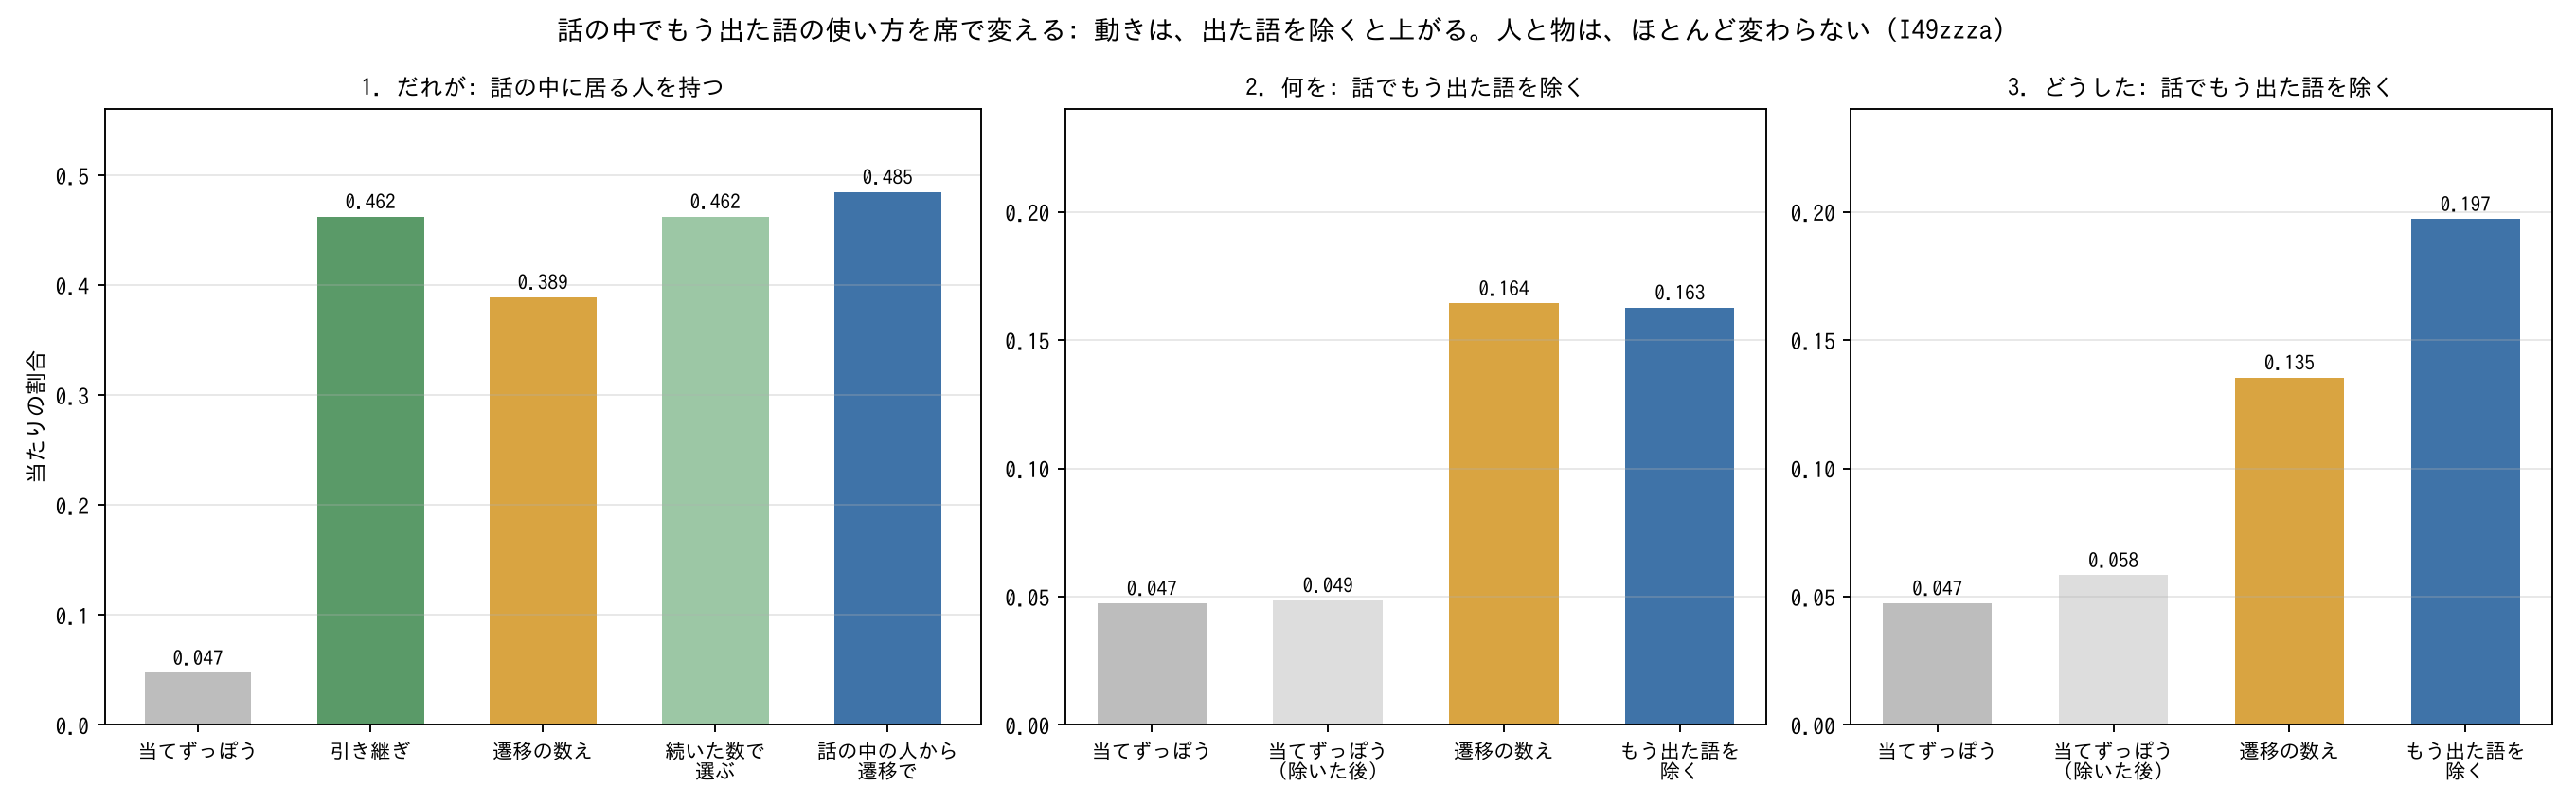 話の中でもう出た語の使い方を席で変える: 動きは、出た語を除くと上がる。人と物は、ほとんど変わらない（I49zzza）
1. だれが: 話の中に居る人を持つ
当たりの割合
0.5
0.4
0.3
0.2
0.1
0.0
0.047
0.462
0.389
0.462
0.485
当てずっぽう
引き継ぎ
遷移の数え
続いた数で
選ぶ
話の中の人から
遷移で
2. 何を: 話でもう出た語を除く
0.20
0.15
0.10
0.05
0.00
0.047
0.049
0.164
0.163
当てずっぽう
当てずっぽう
（除いた後）
遷移の数え
もう出た語を
除く
3. どうした: 話でもう出た語を除く
0.20
0.15
0.10
0.05
0.00
0.047
0.058
0.135
0.197
当てずっぽう
当てずっぽう
（除いた後）
遷移の数え
もう出た語を
除く